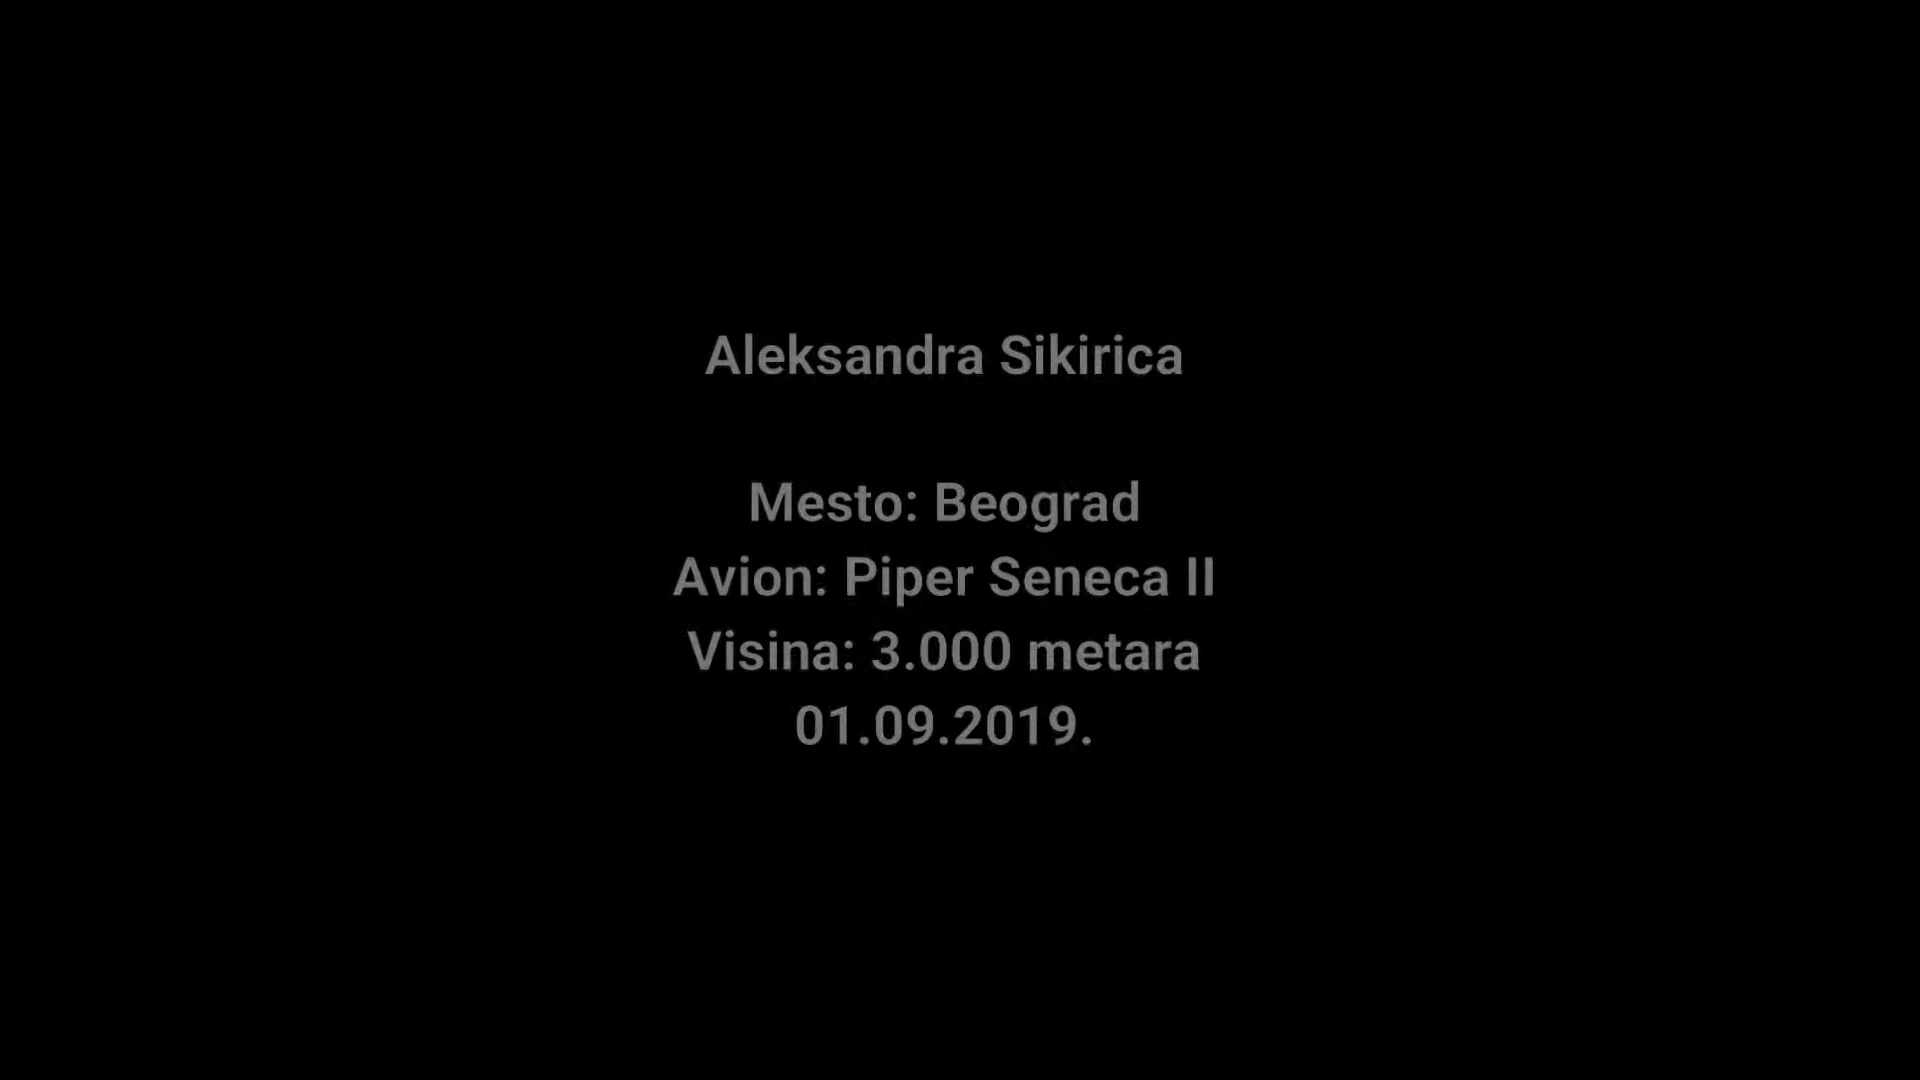 Aleksandra Sikirica
Mesto: Beograd
Avion: Piper Seneca II
Visina: 3.000 metara
01.09.2019.